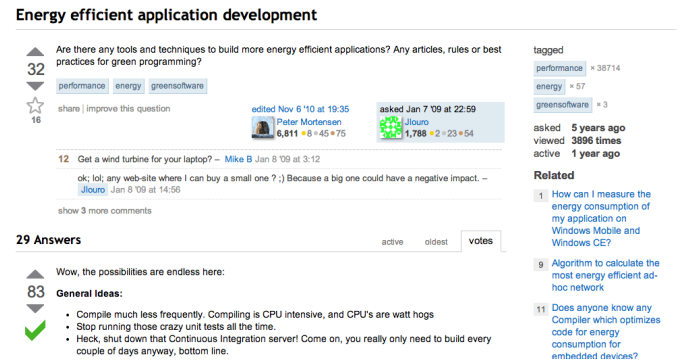 Energy efficient application development
32
16
Are there any tools and techniques to build more energy efficient applications? Any articles, rules or best
practices for green programming?
performance energy greensoftware
share | improve this question
edited Nov 6 '10 at 19:35
Peter Mortensen
6,811 ●8 ●45 ●75
asked Jan 7 '09 at 22:59
Jlouro
1,788 ●2 ●23 ●54
12 Get a wind turbine for your laptop? – Mike B Jan 8 '09 at 3:12
ok; lol; any web-site where I can buy a small one ? ;) Because a big one could have a negative impact. –
Jlouro Jan 8 '09 at 14:56
show 3 more comments
29 Answers
active oldest votes
83
Wow, the possibilities are endless here:
General Ideas:
• Compile much less frequently. Compiling is CPU intensive, and CPU's are watt hogs
• Stop running those crazy unit tests all the time.
• Heck, shut down that Continuous Integration server! Come on, you really only need to build every
couple of days anyway, bottom line.
tagged
performance × 38714
energy × 57
greensoftware × 3
asked 5 years ago
viewed 3896 times
active 1 year ago
Related
1 How can I measure the
energy consumption of
my application on
Windows Mobile and
Windows CE?
9 Algorithm to calculate the
most energy efficient ad-
hoc network
11 Does anyone know any
Compiler which optimizes
code for energy
consumption for
embedded devices?